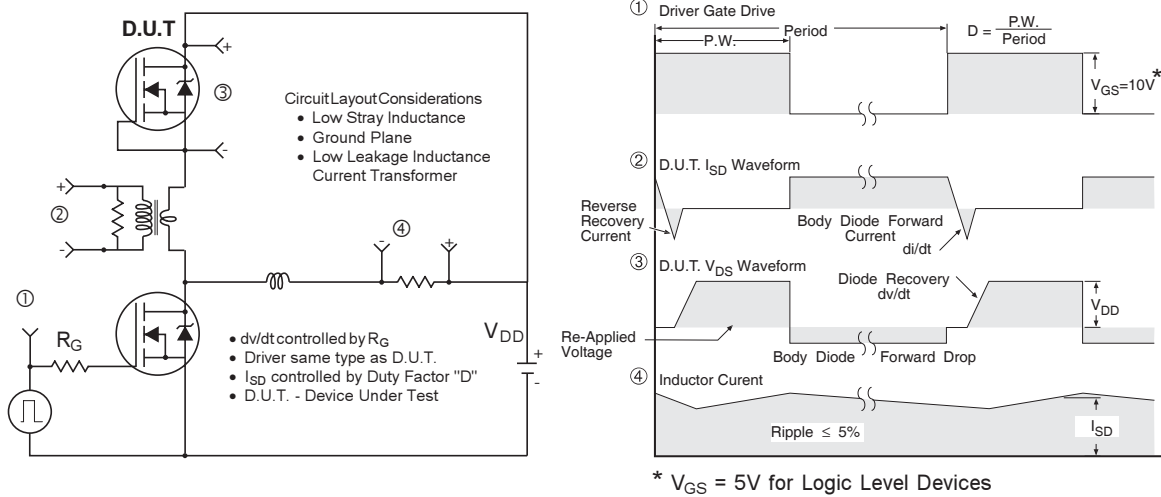 D.U.T
+
③
-
Circuit Layout Considerations
• Low Stray Inductance
• Ground Plane
• Low Leakage Inductance
Current Transformer
+
②
-
-
④
+
①
R_G
V_DD
+
-
• dv/dt controlled by R_G
• Driver same type as D.U.T.
• I_SD controlled by Duty Factor "D"
• D.U.T. - Device Under Test
① Driver Gate Drive
Period
P.W.
D = P.W.
Period
V_GS=10V*
② D.U.T. I_SD Waveform
Reverse
Recovery
Current
Body Diode Forward
Current
di/dt
③ D.U.T. V_DS Waveform
Diode Recovery
dv/dt
V_DD
Re-Applied
Voltage
Body Diode Forward Drop
④ Inductor Curent
Ripple ≤ 5%
I_SD
* V_GS = 5V for Logic Level Devices